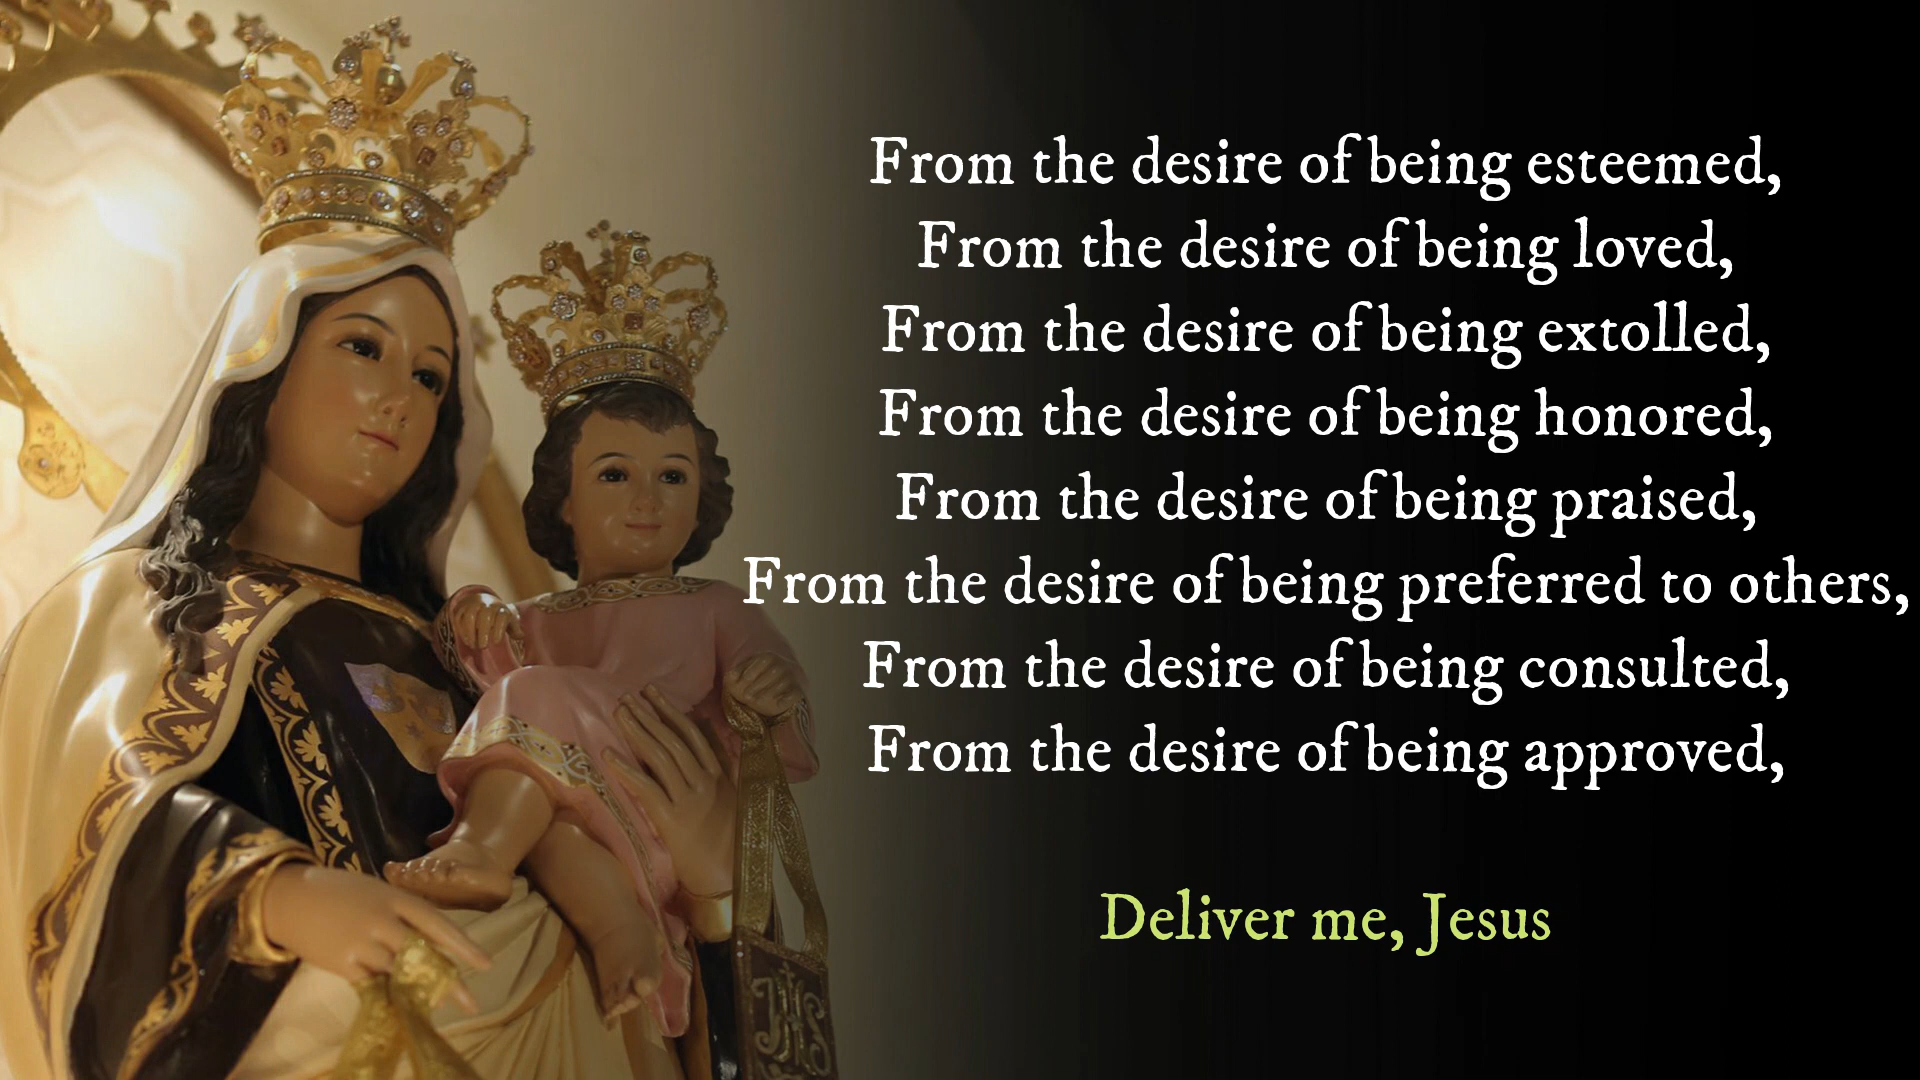 From the desire of being esteemed,
From the desire of being loved,
From the desire of being extolled,
From the desire of being honored,
From the desire of being praised,
From the desire of being preferred to others,
From the desire of being consulted,
From the desire of being approved,
Deliver me, Jesus
JHS